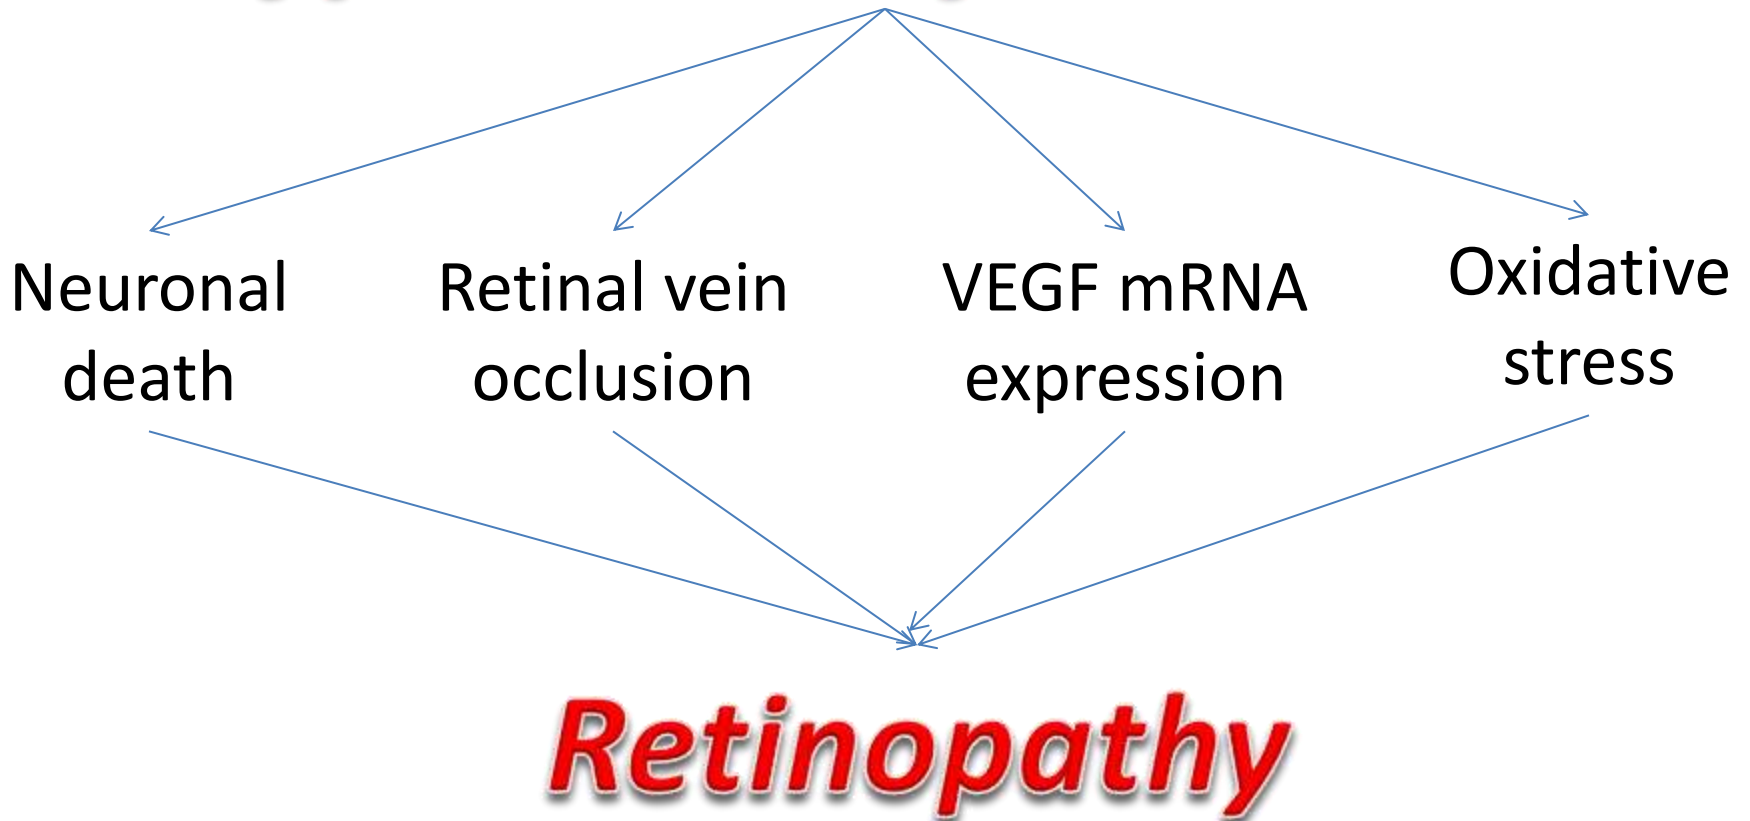 Neuronal
death
Retinal vein
occlusion
VEGF mRNA
expression
Oxidative
stress
Retinopathy